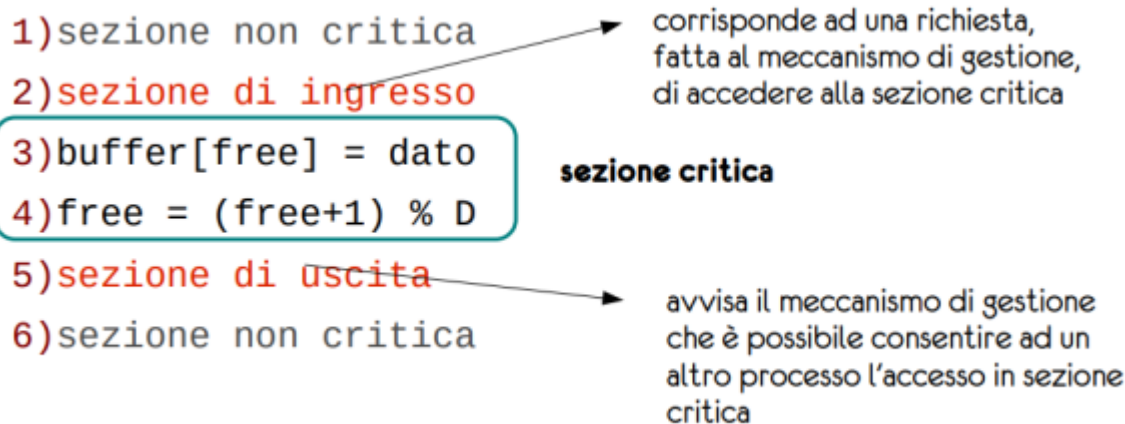 1)sezione non critica
2)sezione di ingresso
3)buffer[free] = dato
4)free = (free+1) % D
5)sezione di uscita
6)sezione non critica
corrisponde ad una richiesta,
fatta al meccanismo di gestione,
di accedere alla sezione critica
sezione critica
avvisa il meccanismo di gestione
che è possibile consentire ad un
altro processo l'accesso in sezione
critica